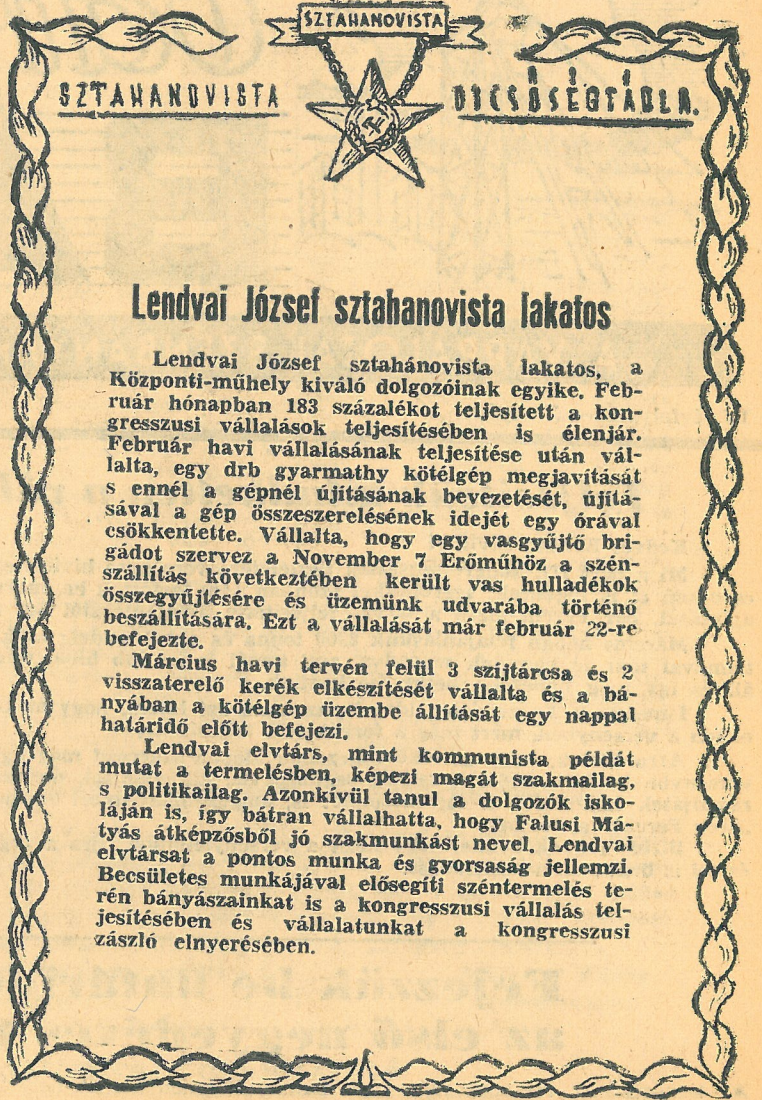 SZTAHANOVISTA
SZTAHANOVISTA DICSŐSÉGTÁBLA.
Lendvai József sztahanovista lakatos
Lendvai József sztahánovista lakatos, a
Központi-műhely kiváló dolgozóinak egyike. Feb-
ruár hónapban 183 százalékot teljesített a kon-
gresszusi vállalások teljesítésében is élenjár.
Február havi vállalásának teljesítése után vál-
lalta, egy drb gyarmathy kötélgép megjavítását
s ennél a gépnél újításának bevezetését, újítá-
sával a gép összeszerelésének idejét egy órával
csökkentette. Vállalta, hogy egy vasgyűjtő bri-
gádot szervez a November 7 Erőműhöz a szén-
szállítás következtében került vas hulladékok
összegyűjtésére és üzemünk udvarába történő
beszállítására. Ezt a vállalását már február 22-re
befejezte.
Március havi tervén felül 3 szíjtárcsa és 2
visszaterelő kerék elkészítését vállalta és a bá-
nyában a kötélgép üzembe állítását egy nappal
határidő előtt befejezi.
Lendvai elvtárs, mint kommunista példát
mutat a termelésben, képezi magát szakmailag,
s politikailag. Azonkívül tanul a dolgozók isko-
láján is, így bátran vállalhatta, hogy Falusi Má-
tyás átképzősből jó szakmunkást nevel. Lendvai
elvtársat a pontos munka és gyorsaság jellemzi.
Becsületes munkájával elősegíti széntermelés te-
rén bányászainkat is a kongresszusi vállalás tel-
jesítésében és vállalatunkat a kongresszusi
zászló elnyerésében.